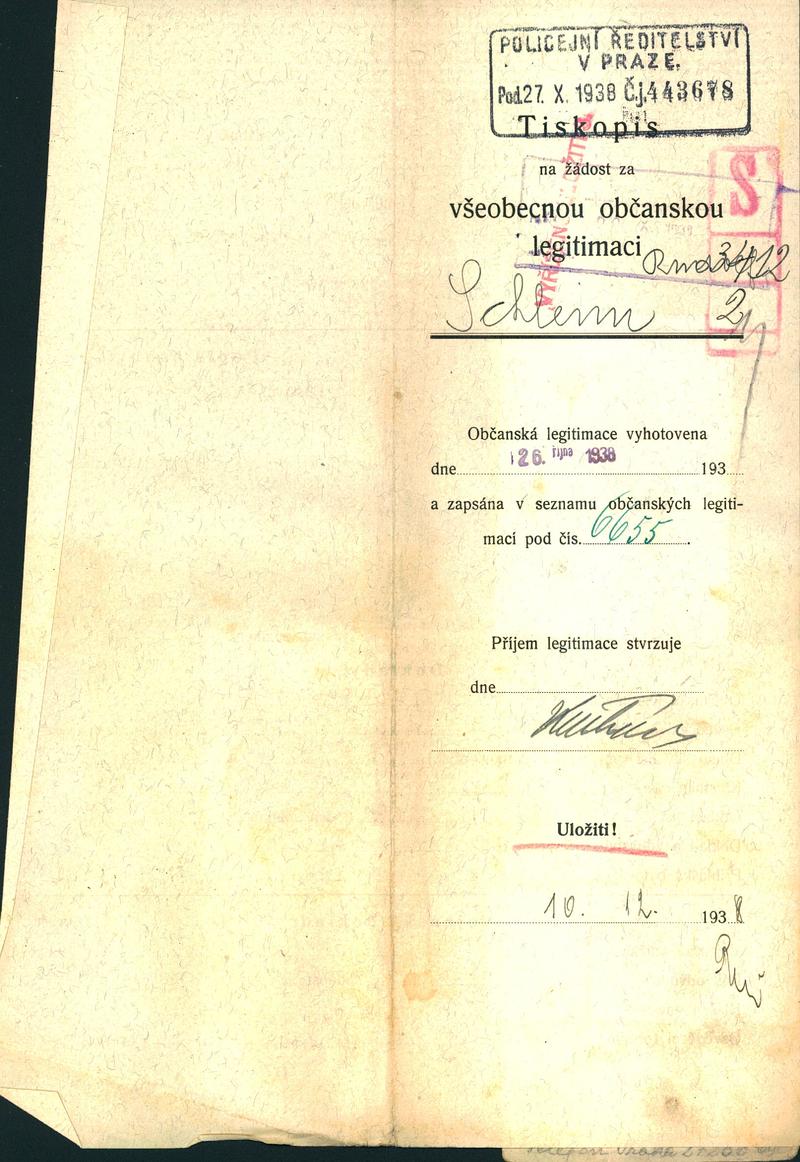 POLICEJNÍ ŘEDITELSTVÍ
V PRAZE.
Pod. 27. X. 1938 Čj. 443678
Tiskopis
na žádost za
všeobecnou občanskou
legitimaci
S
2
Občanská legitimace vyhotovena
dne 26. října 1938 193
a zapsána v seznamu občanských legiti-
mací pod čís. 6655.
Příjem legitimace stvrzuje
dne
Uložiti!
10. 12. 1938